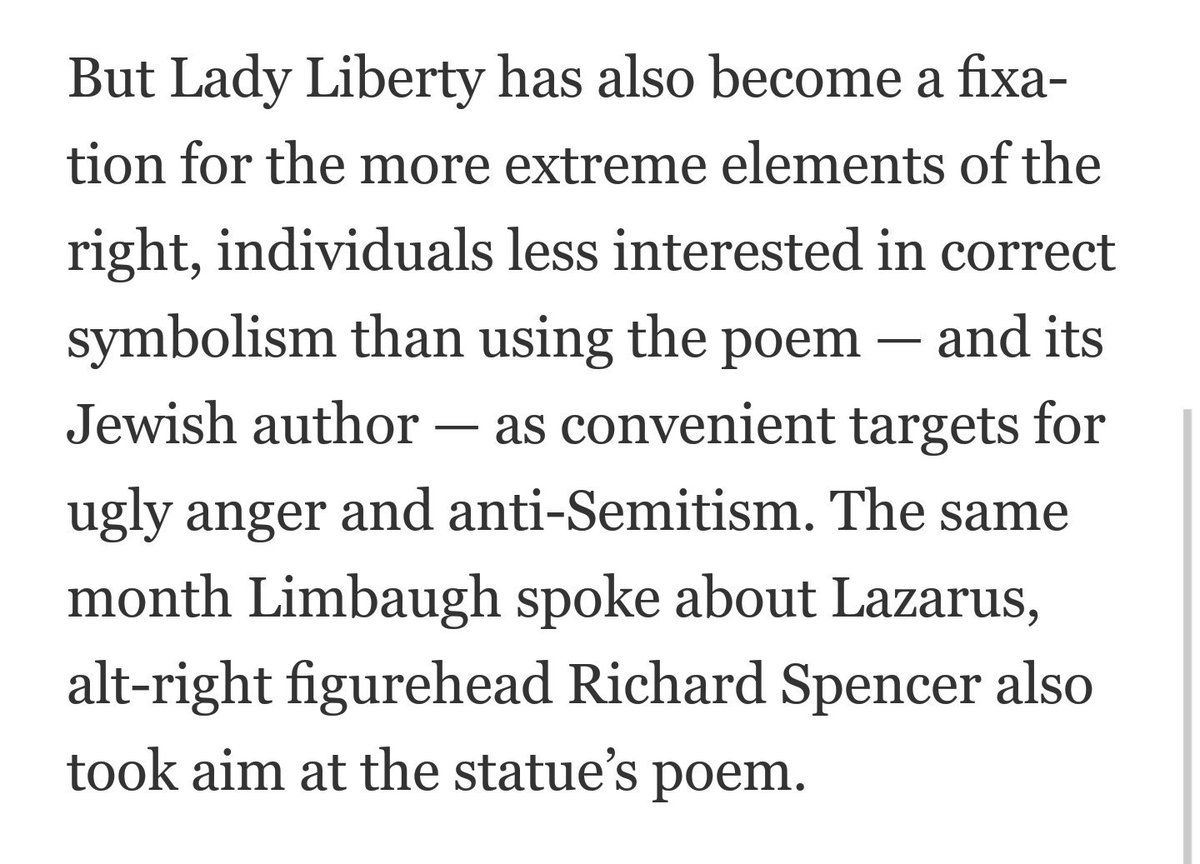 But Lady Liberty has also become a fixa-
tion for the more extreme elements of the
right, individuals less interested in correct
symbolism than using the poem — and its
Jewish author — as convenient targets for
ugly anger and anti-Semitism. The same
month Limbaugh spoke about Lazarus,
alt-right figurehead Richard Spencer also
took aim at the statue’s poem.